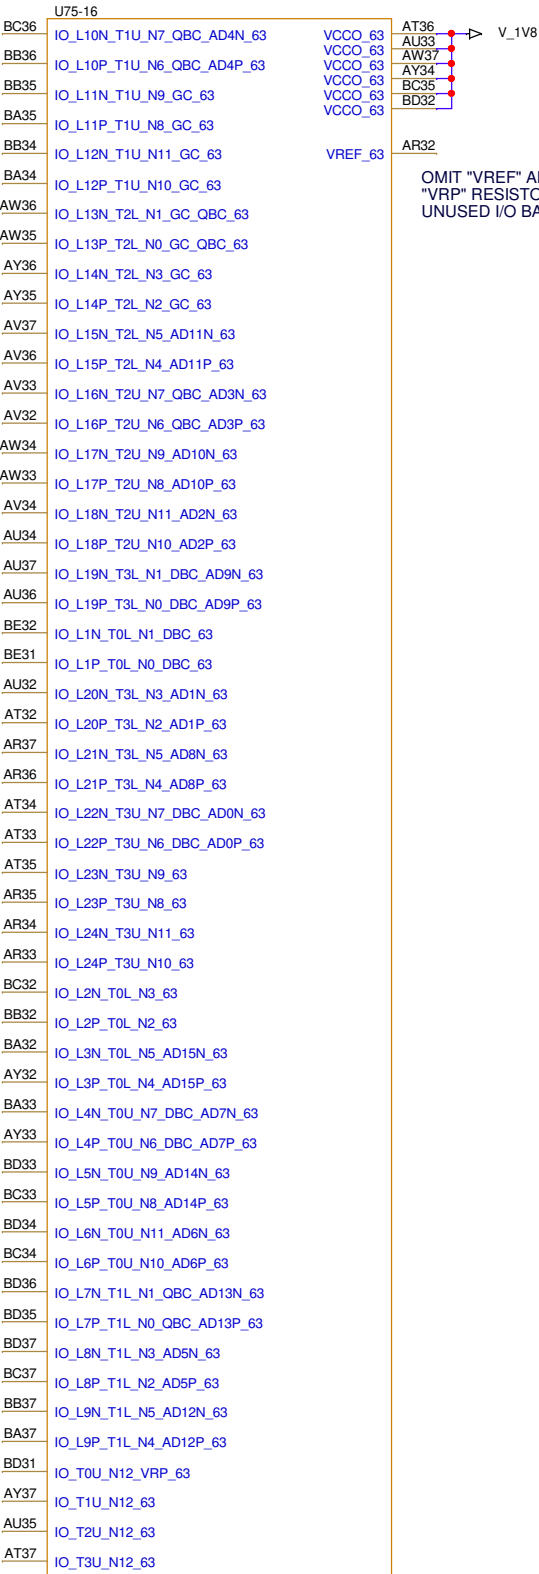 U75-16
BC36 IO_L10N_T1U_N7_QBC_AD4N_63 VCCO_63 AT36 V_1V8
VCCO_63 AU33
BB36 IO_L10P_T1U_N6_QBC_AD4P_63 VCCO_63 AW37
VCCO_63 AY34
BB35 IO_L11N_T1U_N9_GC_63 VCCO_63 BC35
VCCO_63 BD32
BA35 IO_L11P_T1U_N8_GC_63
BB34 IO_L12N_T1U_N11_GC_63 VREF_63 AR32
BA34 IO_L12P_T1U_N10_GC_63
OMIT "VREF" A
"VRP" RESISTO
UNUSED I/O BA
AW36 IO_L13N_T2L_N1_GC_QBC_63
AW35 IO_L13P_T2L_N0_GC_QBC_63
AY36 IO_L14N_T2L_N3_GC_63
AY35 IO_L14P_T2L_N2_GC_63
AV37 IO_L15N_T2L_N5_AD11N_63
AV36 IO_L15P_T2L_N4_AD11P_63
AV33 IO_L16N_T2U_N7_QBC_AD3N_63
AV32 IO_L16P_T2U_N6_QBC_AD3P_63
AW34 IO_L17N_T2U_N9_AD10N_63
AW33 IO_L17P_T2U_N8_AD10P_63
AV34 IO_L18N_T2U_N11_AD2N_63
AU34 IO_L18P_T2U_N10_AD2P_63
AU37 IO_L19N_T3L_N1_DBC_AD9N_63
AU36 IO_L19P_T3L_N0_DBC_AD9P_63
BE32 IO_L1N_T0L_N1_DBC_63
BE31 IO_L1P_T0L_N0_DBC_63
AU32 IO_L20N_T3L_N3_AD1N_63
AT32 IO_L20P_T3L_N2_AD1P_63
AR37 IO_L21N_T3L_N5_AD8N_63
AR36 IO_L21P_T3L_N4_AD8P_63
AT34 IO_L22N_T3U_N7_DBC_AD0N_63
AT33 IO_L22P_T3U_N6_DBC_AD0P_63
AT35 IO_L23N_T3U_N9_63
AR35 IO_L23P_T3U_N8_63
AR34 IO_L24N_T3U_N11_63
AR33 IO_L24P_T3U_N10_63
BC32 IO_L2N_T0L_N3_63
BB32 IO_L2P_T0L_N2_63
BA32 IO_L3N_T0L_N5_AD15N_63
AY32 IO_L3P_T0L_N4_AD15P_63
BA33 IO_L4N_T0U_N7_DBC_AD7N_63
AY33 IO_L4P_T0U_N6_DBC_AD7P_63
BD33 IO_L5N_T0U_N9_AD14N_63
BC33 IO_L5P_T0U_N8_AD14P_63
BD34 IO_L6N_T0U_N11_AD6N_63
BC34 IO_L6P_T0U_N10_AD6P_63
BD36 IO_L7N_T1L_N1_QBC_AD13N_63
BD35 IO_L7P_T1L_N0_QBC_AD13P_63
BD37 IO_L8N_T1L_N3_AD5N_63
BC37 IO_L8P_T1L_N2_AD5P_63
BB37 IO_L9N_T1L_N5_AD12N_63
BA37 IO_L9P_T1L_N4_AD12P_63
BD31 IO_T0U_N12_VRP_63
AY37 IO_T1U_N12_63
AU35 IO_T2U_N12_63
AT37 IO_T3U_N12_63